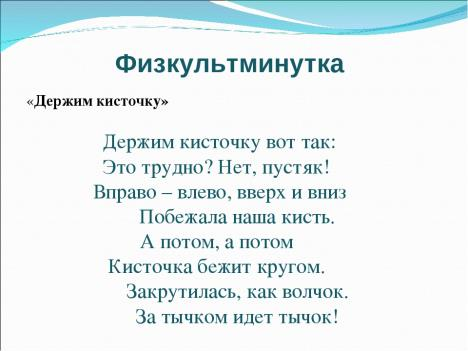 Физкультминутка
«Держим кисточку»
Держим кисточку вот так:
Это трудно? Нет, пустяк!
Вправо – влево, вверх и вниз
Побежала наша кисть.
А потом, а потом
Кисточка бежит кругом.
Закрутилась, как волчок.
За тычком идет тычок!